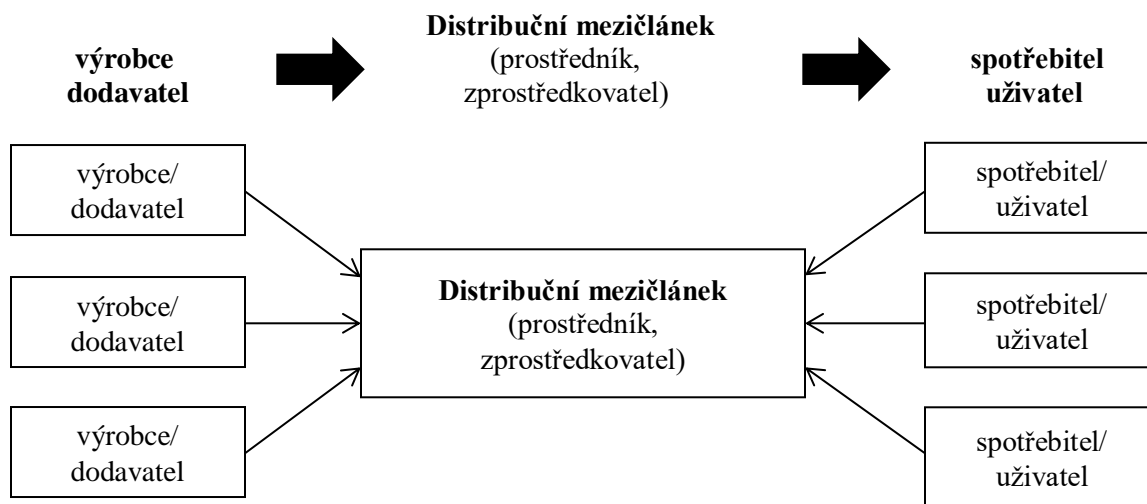 výrobce
dodavatel
Distribuční mezičlánek
(prostředník,
zprostředkovatel)
spotřebitel
uživatel
výrobce/
dodavatel
spotřebitel/
uživatel
výrobce/
dodavatel
Distribuční mezičlánek
(prostředník,
zprostředkovatel)
spotřebitel/
uživatel
výrobce/
dodavatel
spotřebitel/
uživatel